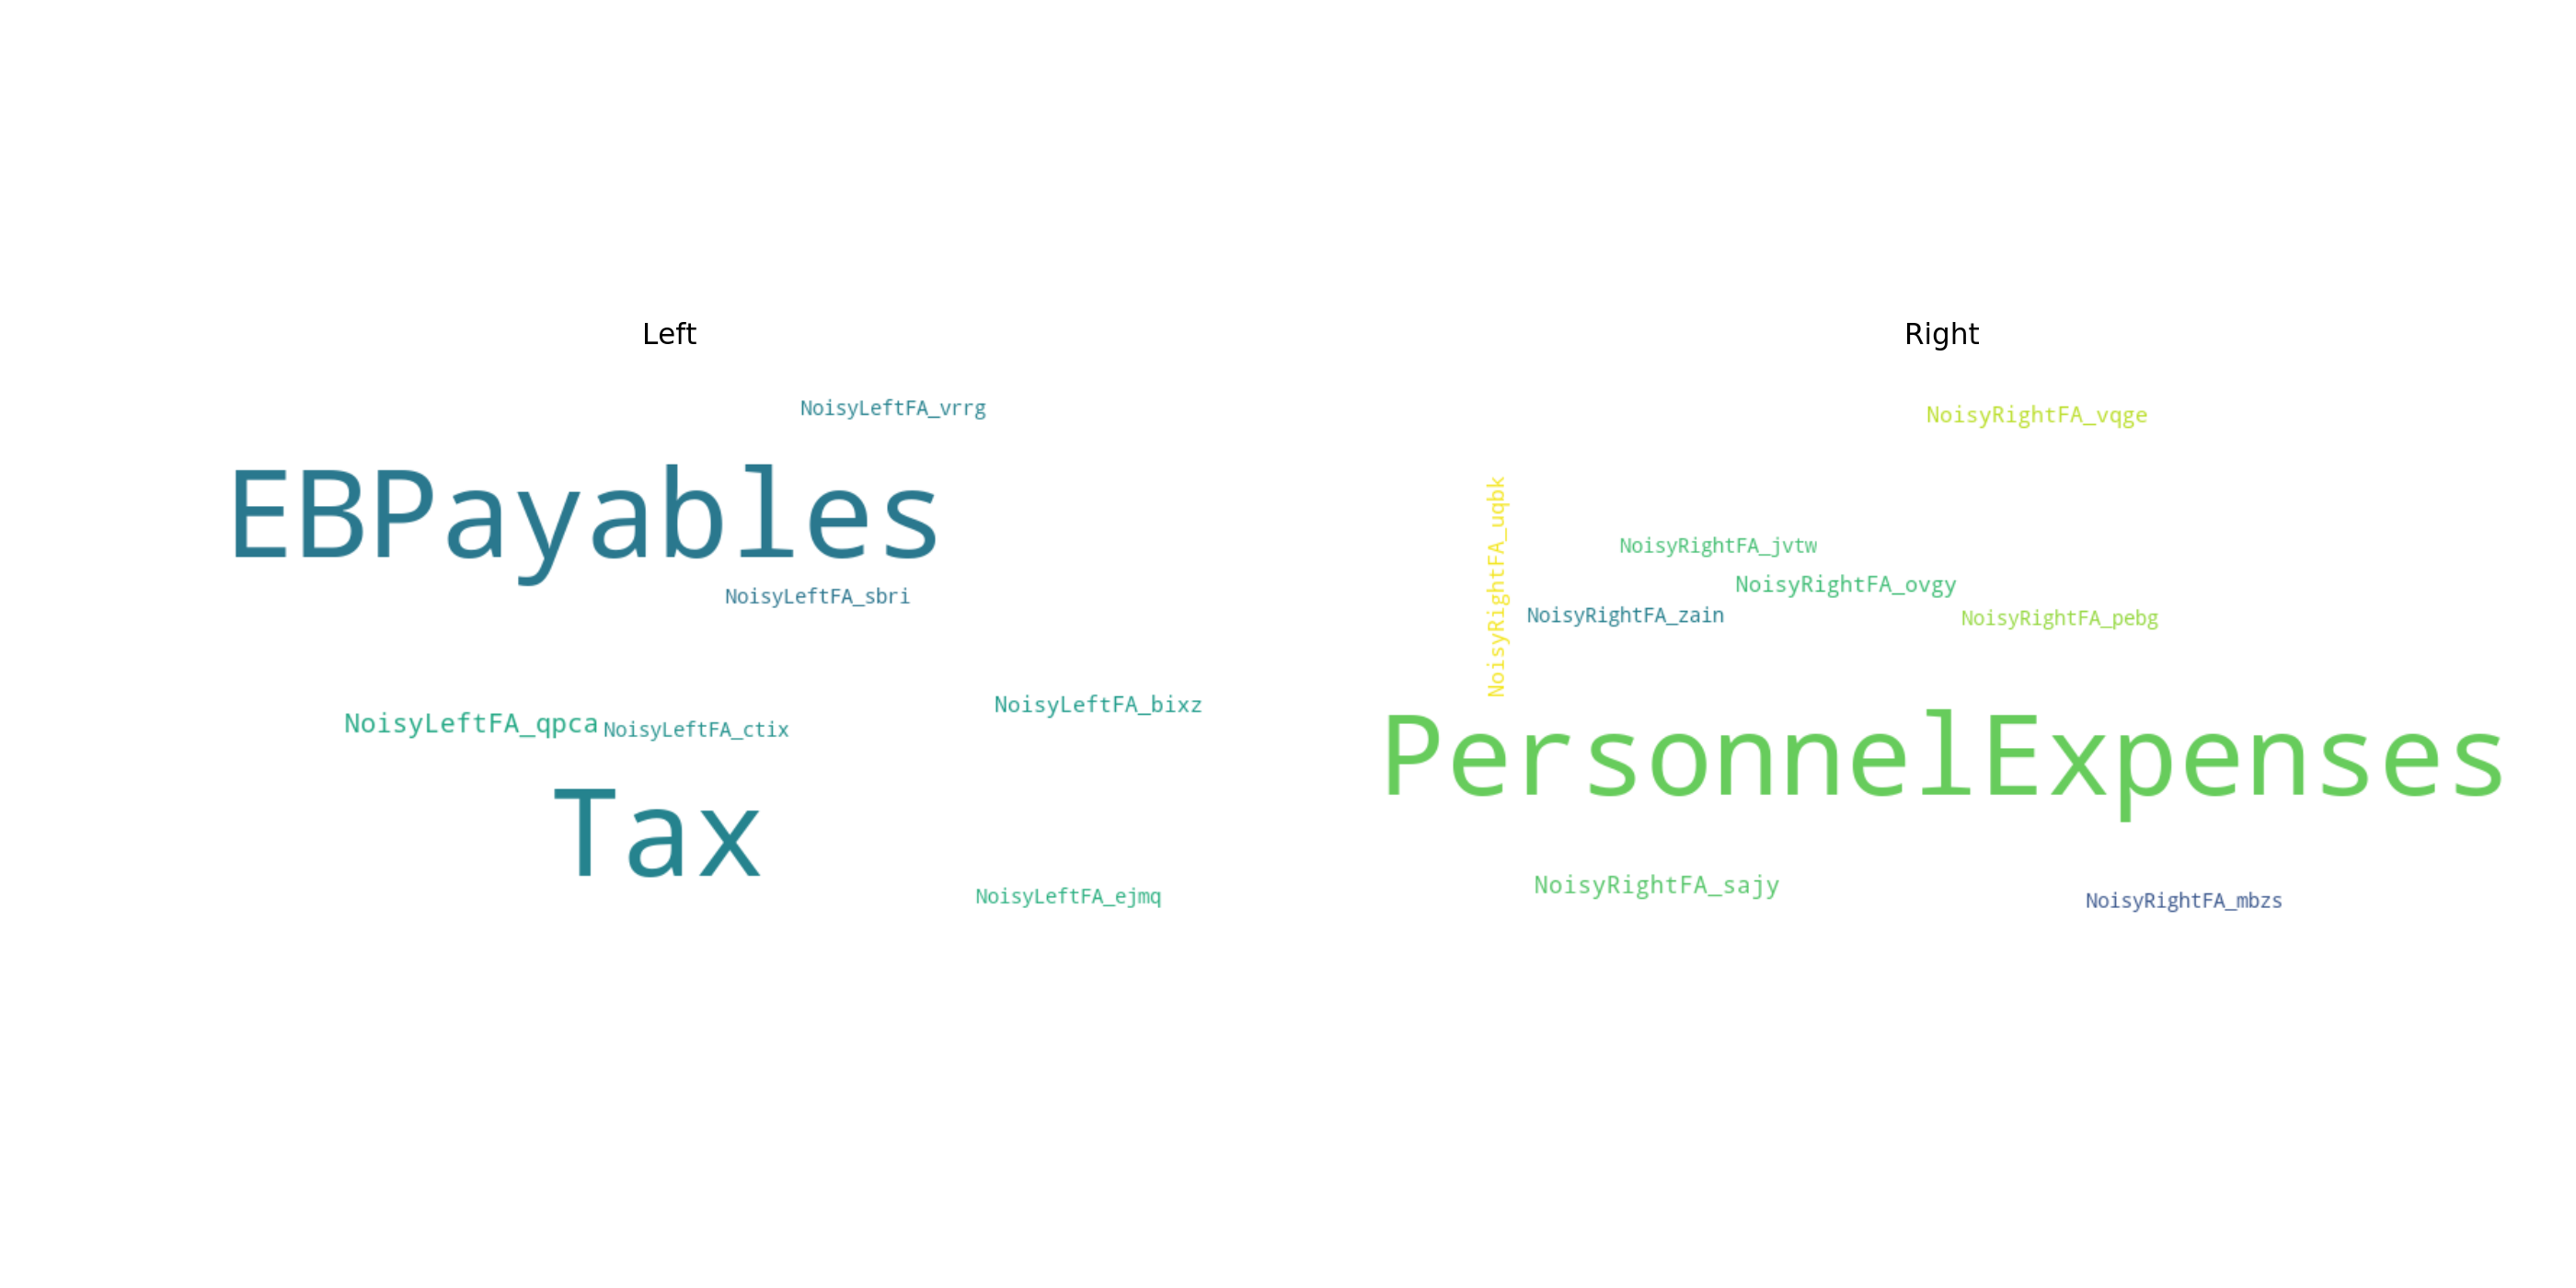 Left
NoisyLeftFA_vrrg
EBPayables
NoisyLeftFA_sbri
NoisyLeftFA_bixz
NoisyLeftFA_qpca
NoisyLeftFA_ctix
Tax
NoisyLeftFA_ejmq
Right
NoisyRightFA_vqge
NoisyRightFA_uqbk
NoisyRightFA_jvtw
NoisyRightFA_ovgy
NoisyRightFA_zain
NoisyRightFA_pebg
PersonnelExpenses
NoisyRightFA_sajy
NoisyRightFA_mbzs